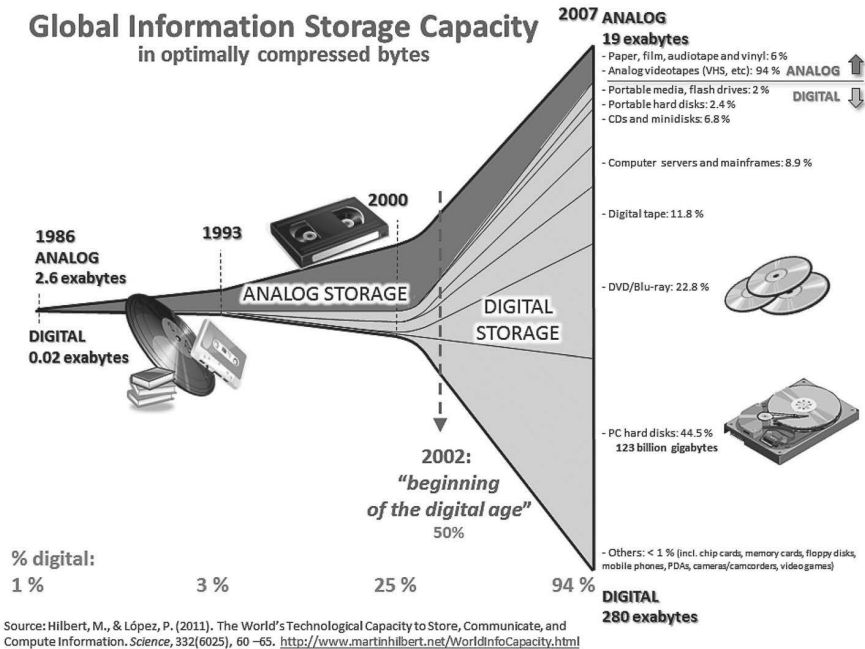 Global Information Storage Capacity
in optimally compressed bytes
2007 ANALOG
19 exabytes
- Paper, film, audiotape and vinyl: 6 %
- Analog videotapes (VHS, etc): 94 % ANALOG
- Portable media, flash drives: 2 % DIGITAL
- Portable hard disks: 2.4 %
- CDs and minidisks: 6.8 %
- Computer servers and mainframes: 8.9 %
2000
- Digital tape: 11.8 %
1993
1986
ANALOG
2.6 exabytes
ANALOG STORAGE
- DVD/Blu-ray: 22.8 %
DIGITAL
STORAGE
DIGITAL
0.02 exabytes
- PC hard disks: 44.5 %
123 billion gigabytes
2002:
"beginning
of the digital age"
50%
- Others: < 1 % (incl. chip cards, memory cards, floppy disks,
mobile phones, PDAs, cameras/camcorders, video games)
% digital:
1 % 3 % 25 % 94 %
DIGITAL
280 exabytes
Source: Hilbert, M., & López, P. (2011). The World's Technological Capacity to Store, Communicate, and
Compute Information. Science, 332(6025), 60 –65. http://www.martinhilbert.net/WorldInfoCapacity.html